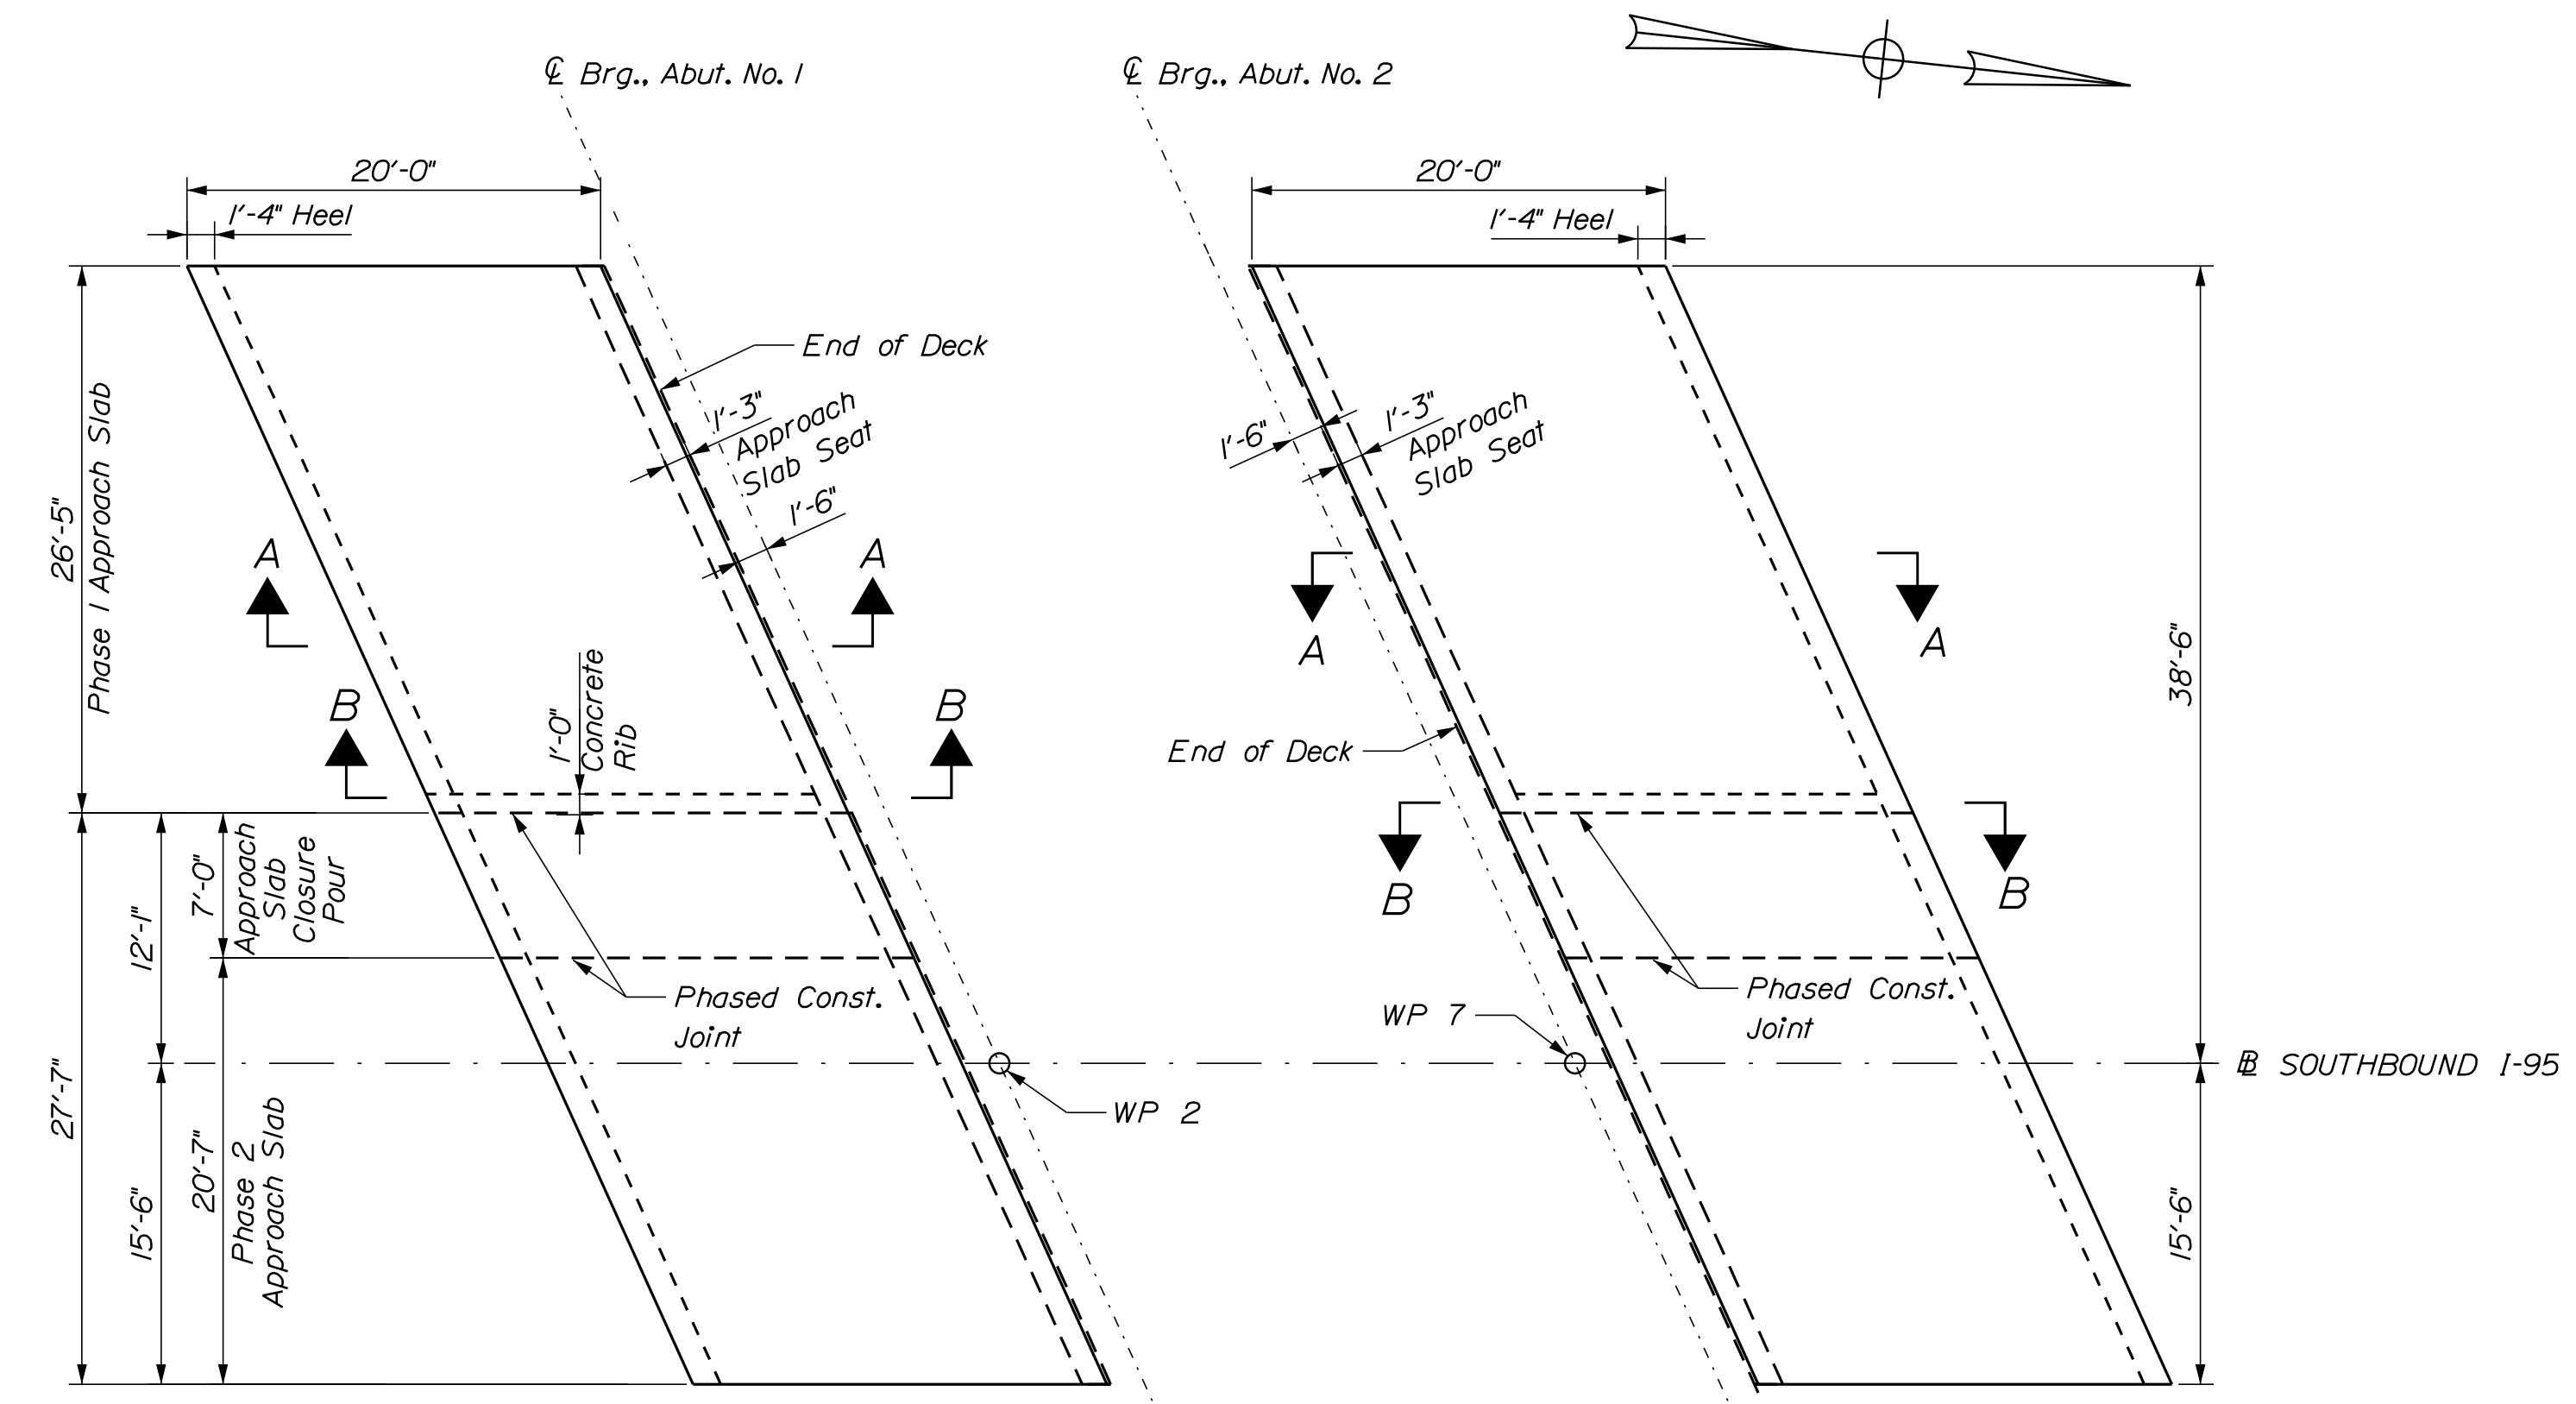 ℄ Brg., Abut. No. 1
℄ Brg., Abut. No. 2
20'-0"
1'-4" Heel
20'-0"
1'-4" Heel
End of Deck
1'-3"
Approach
Slab Seat
1'-6"
1'-6"
1'-3"
Approach
Slab Seat
26'-5"
Phase 1 Approach Slab
A
A
B
B
1'-0"
Concrete
Rib
A
A
End of Deck
B
B
38'-6"
27'-7"
12'-1"
7'-0"
Approach
Slab
Closure
Pour
Phased Const.
Joint
Phased Const.
Joint
WP 7
WP 2
BL SOUTHBOUND I-95
15'-6"
20'-7"
Phase 2
Approach Slab
15'-6"